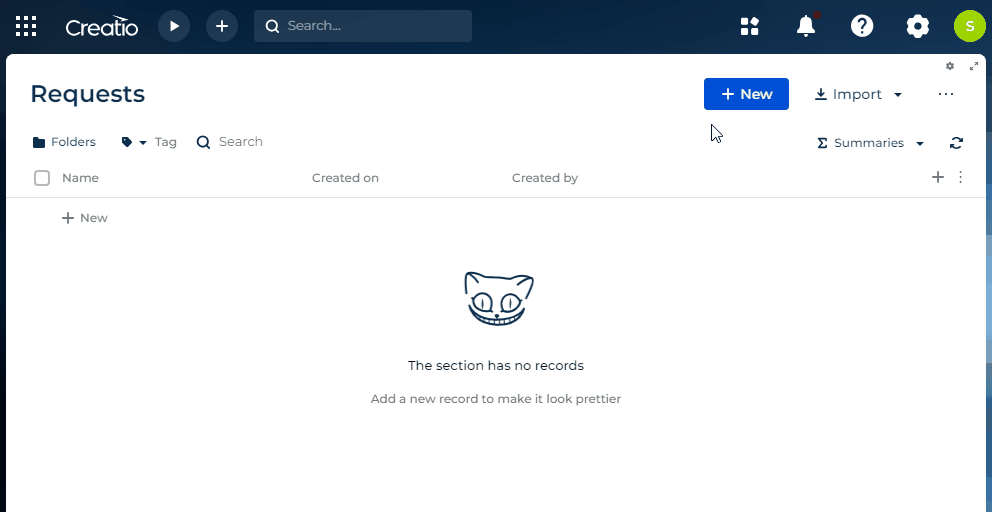 Creatio Search... S
Requests
+ New Import ...
Folders Tag Search Σ Summaries
Name Created on Created by +
+ New
The section has no records
Add a new record to make it look prettier